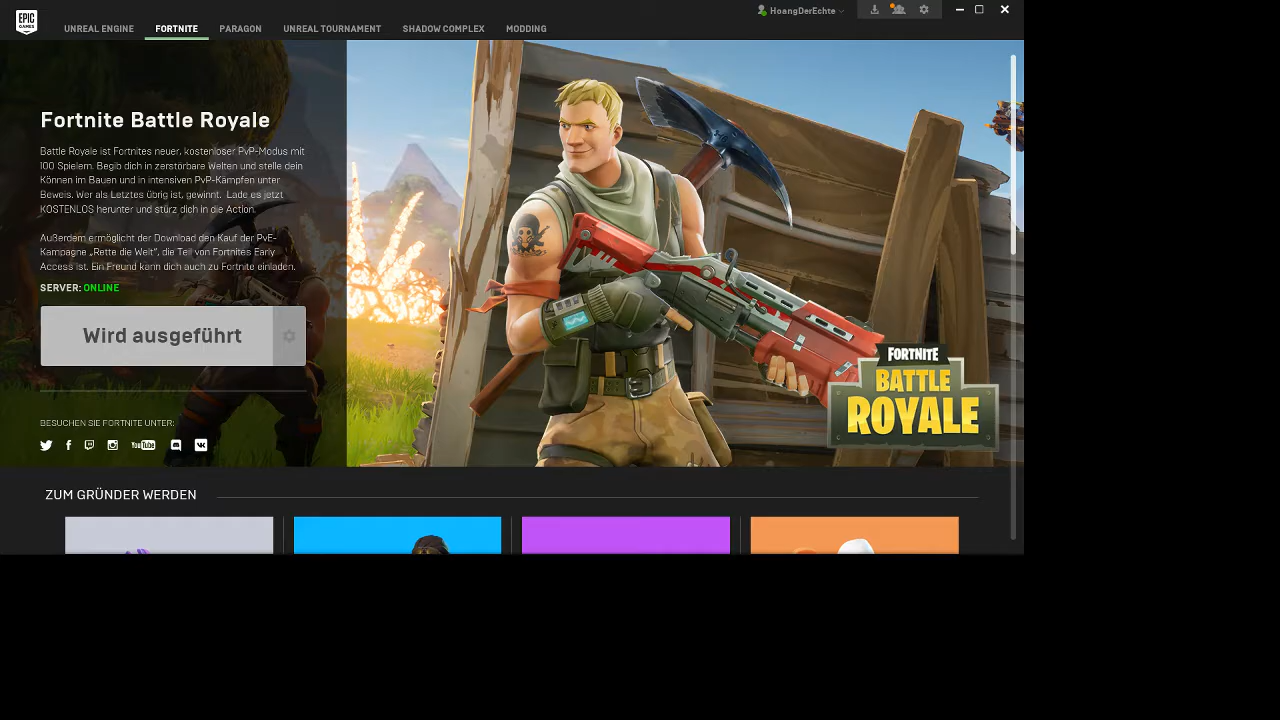 EPIC
GAMES
HoangDerEchte
UNREAL ENGINE
FORTNITE
PARAGON
UNREAL TOURNAMENT
SHADOW COMPLEX
MODDING
Fortnite Battle Royale
Battle Royale ist Fortnites neuer, kostenloser PvP-Modus mit
100 Spielern. Begib dich in zerstörbare Welten und stelle dein
Können im Bauen und in intensiven PvP-Kämpfen unter
Beweis. Wer als Letztes übrig ist, gewinnt. Lade es jetzt
KOSTENLOS herunter und stürz dich in die Action.
Außerdem ermöglicht der Download den Kauf der PvE-
Kampagne „Rette die Welt“, die Teil von Fortnites Early
Access ist. Ein Freund kann dich auch zu Fortnite einladen.
SERVER: ONLINE
Wird ausgeführt
BESUCHEN SIE FORTNITE UNTER:
YouTube
FORTNITE
BATTLE
ROYALE
ZUM GRÜNDER WERDEN